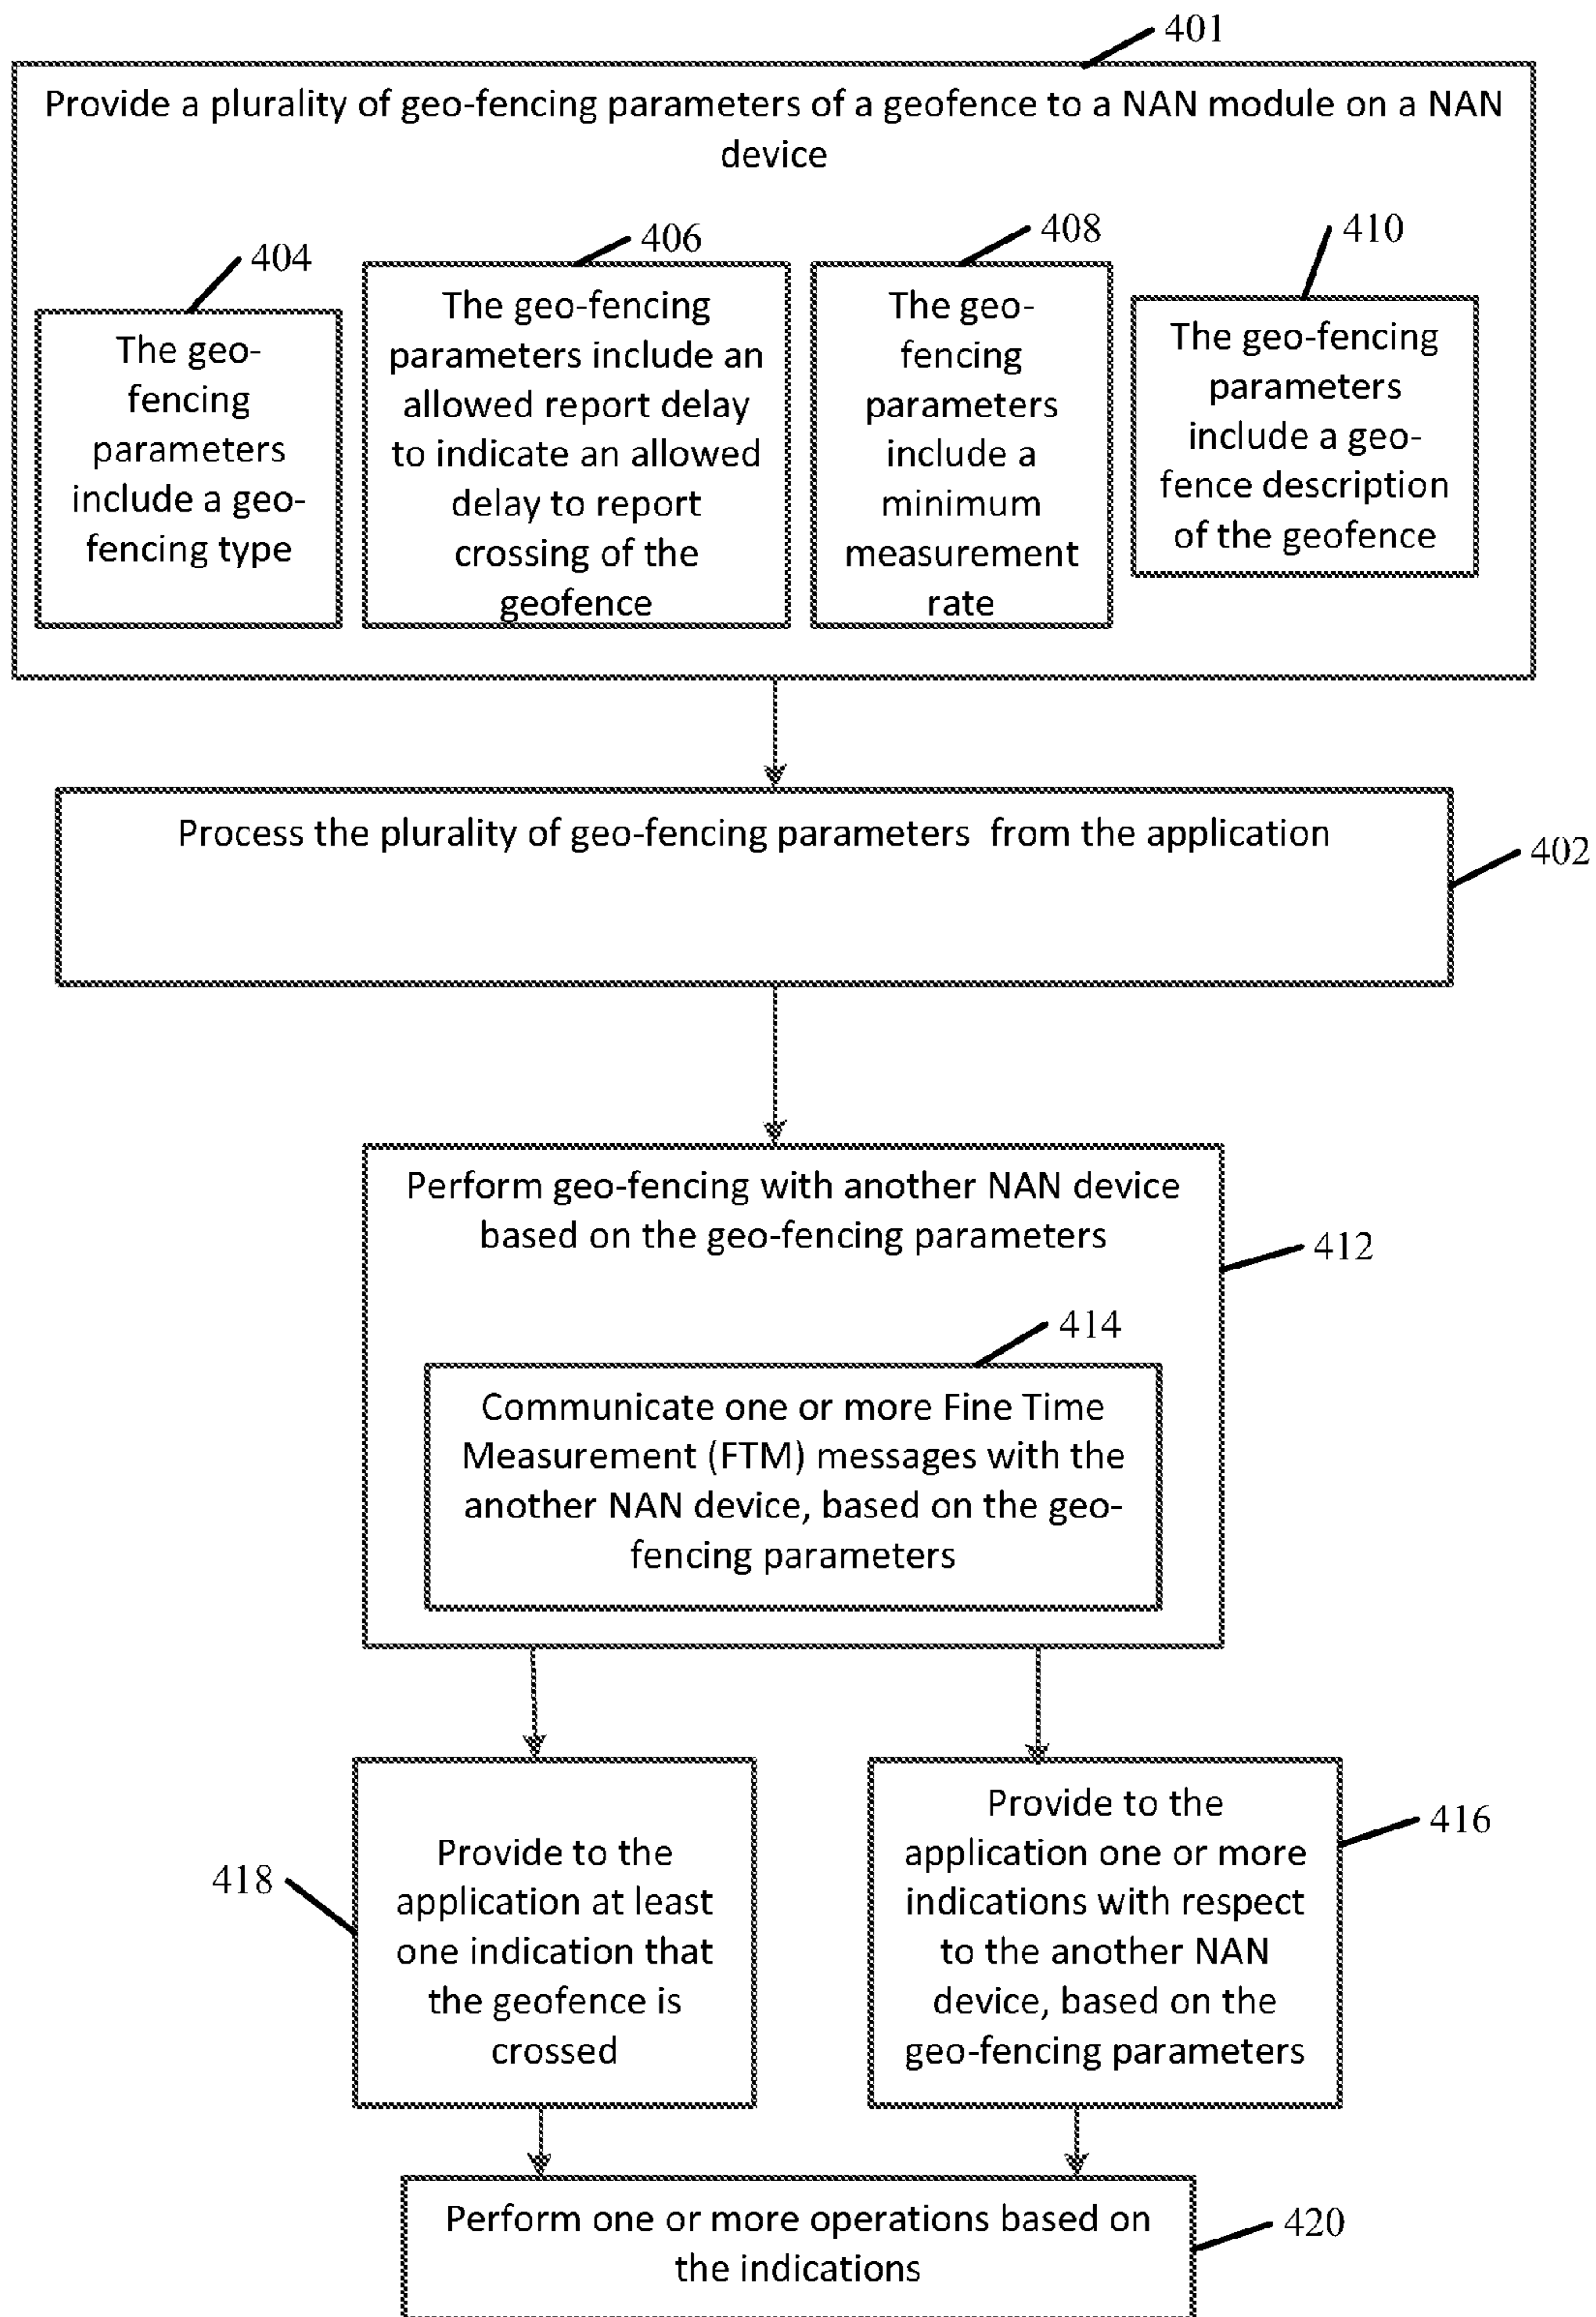 401
Provide a plurality of geo-fencing parameters of a geofence to a NAN module on a NAN
device
404
The geo-
fencing
parameters
include a geo-
fencing type
406
The geo-fencing
parameters include an
allowed report delay
to indicate an allowed
delay to report
crossing of the
geofence
408
The geo-
fencing
parameters
include a
minimum
measurement
rate
410
The geo-fencing
parameters
include a geo-
fence description
of the geofence
Process the plurality of geo-fencing parameters from the application
402
Perform geo-fencing with another NAN device
based on the geo-fencing parameters
412
414
Communicate one or more Fine Time
Measurement (FTM) messages with the
another NAN device, based on the geo-
fencing parameters
418
Provide to the
application at least
one indication that
the geofence is
crossed
Provide to the
application one or more
indications with respect
to the another NAN
device, based on the
geo-fencing parameters
416
Perform one or more operations based on
the indications
420